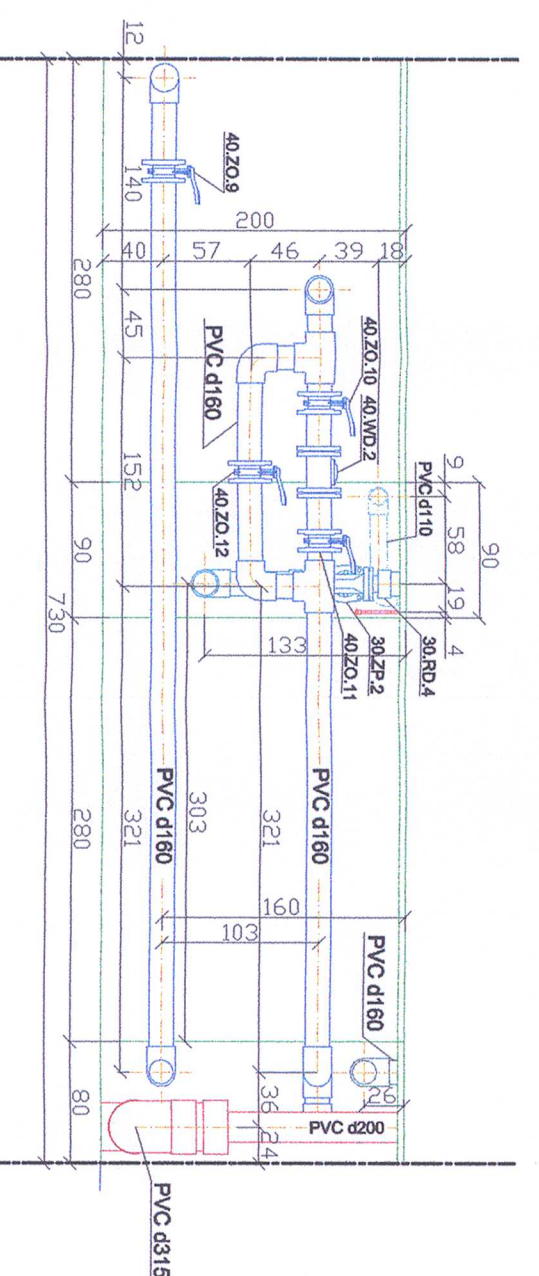 12
40.ZO.9
140
200
40
57
46
39
18
280
45
PVC d160
40.ZO.10
40.WD.2
152
40.ZO.12
PVC d110
9
58
90
19
4
90
730
133
40.ZO.11
30.ZP.2
30.RD.4
PVC d160
303
321
PVC d160
321
280
160
103
PVC d160
26
80
36
24
PVC d200
PVC d315